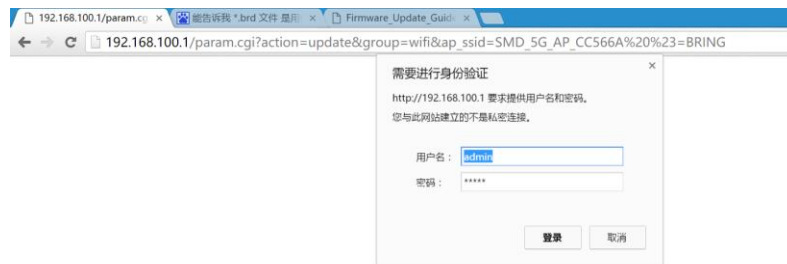 192.168.100.1/param.cg
能告诉我 *.brd 文件 是用
Firmware_Update_Guid
192.168.100.1/param.cgi?action=update&group=wifi&ap_ssid=SMD_5G_AP_CC566A%20%23=BRING
需要进行身份验证
http://192.168.100.1 要求提供用户名和密码。
您与此网站建立的不是私密连接。
用户名： admin
密码： *****
登录 取消